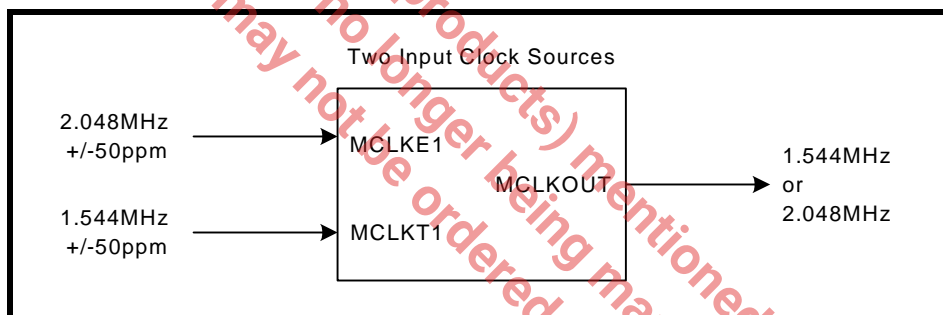 Two Input Clock Sources
2.048MHz
+/-50ppm
MCLKE1
1.544MHz
+/-50ppm
MCLKT1
MCLKOUT
1.544MHz
or
2.048MHz
products) mentioned
no longer being
may not be ordered